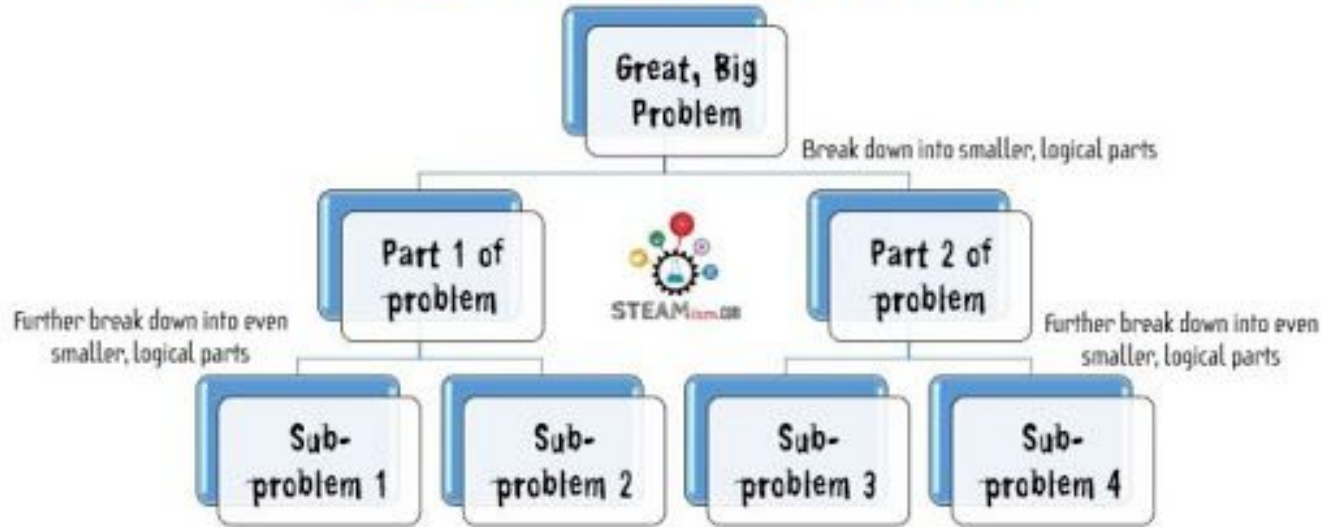 Great, Big
Problem
Break down into smaller, logical parts
Part 1 of
problem
STEAMism.com
Part 2 of
problem
Further break down into even
smaller, logical parts
Further break down into even
smaller, logical parts
Sub-
problem 1
Sub-
problem 2
Sub-
problem 3
Sub-
problem 4